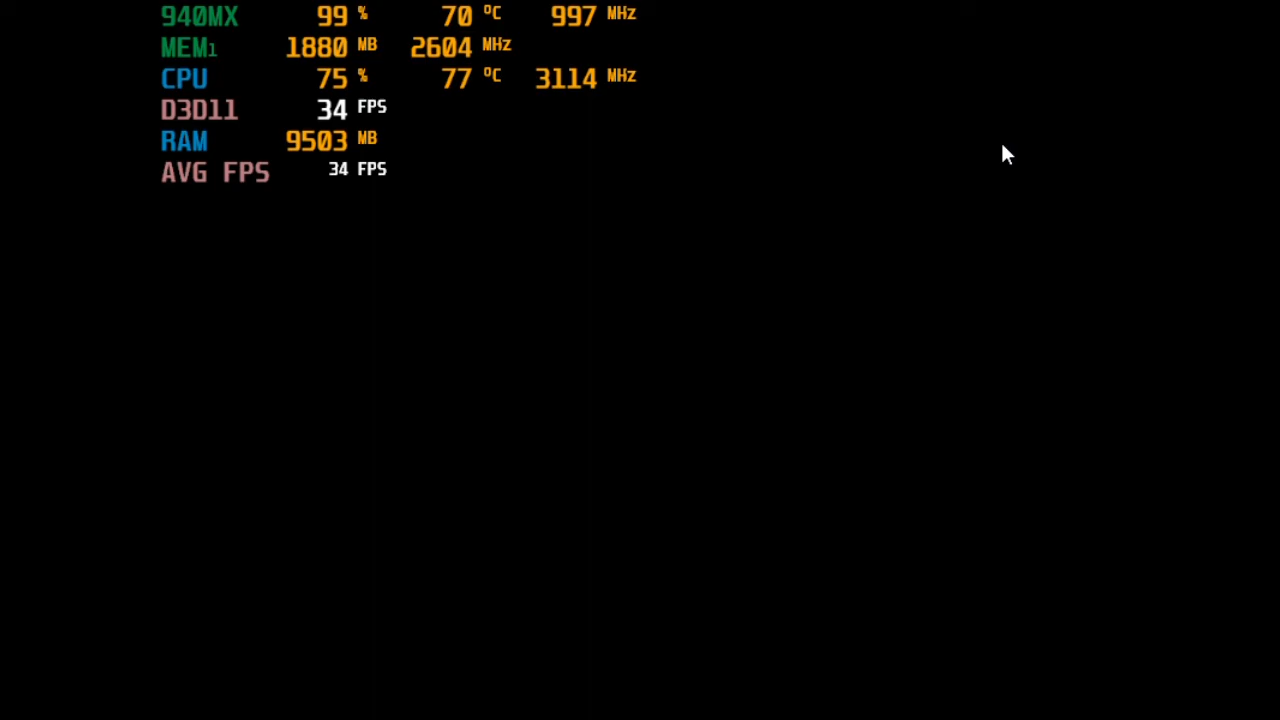 940MX 99 % 70 °C 997 MHz
MEM1 1880 MB 2604 MHz
CPU 75 % 77 °C 3114 MHz
D3D11 34 FPS
RAM 9503 MB
AVG FPS 34 FPS